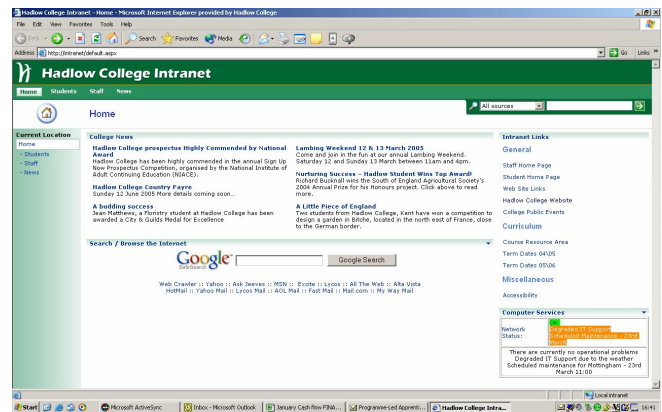 Hadlow College Intranet - Home - Microsoft Internet Explorer provided by Hadlow College
File Edit View Favorites Tools Help
Back Search Favorites Media
Address http://intranet/default.aspx Go Links
Hadlow College Intranet
Home Students Staff News
Home
All sources
Current Location
Home
- Students
- Staff
- News
College News
Hadlow College prospectus Highly Commended by National
Award
Hadlow College has been highly commended in the annual Sign Up
Now Prospectus Competition, organised by the National Institute of
Adult Continuing Education (NIACE).
Hadlow College Country Fayre
Sunday 12 June 2005 More details coming soon...
A budding success
Jean Matthews, a Floristry student at Hadlow College has been
awarded a City & Guilds Medal for Excellence
Lambing Weekend 12 & 13 March 2005
Come and join in the fun at our annual Lambing Weekend.
Saturday 12 and Sunday 13 March between 11am and 4pm.
Nurturing Success – Hadlow Student Wins Top Award!
Richard Bucknall wins the South of England Agricultural Society's
2004 Annual Prize for his Honours project. Click above to read
more.
A Little Piece of England
Two students from Hadlow College, Kent have won a competition to
design a garden in Bitche, located in the north east of France, close
to the German border.
Search / Browse the Internet
Google
SafeSearch
Google Search
Web Crawler :: Yahoo :: Ask Jeeves :: MSN :: Excite :: Lycos :: All The Web :: Alta Vista
HotMail :: Yahoo Mail :: Lycos Mail :: AOL Mail :: Fast Mail :: Mail.com :: My Way Mail
Intranet Links
General
Staff Home Page
Student Home Page
Web Site Links
Hadlow College Website
College Public Events
Curriculum
Course Resource Area
Term Dates 04\05
Term Dates 05\06
Miscellaneous
Accessibility
Computer Services
Network
Status:
OK
Degraded IT Support
Scheduled Maintenance - 23rd
March
There are currently no operational problems
Degraded IT Support due to the weather
Scheduled maintenance for Mottingham - 23rd
March 11:00
Local intranet
Start Microsoft ActiveSync Inbox - Microsoft Outlook January Cash flow FINA... Programme-Led Apprenti... Hadlow College Intra... 16:41